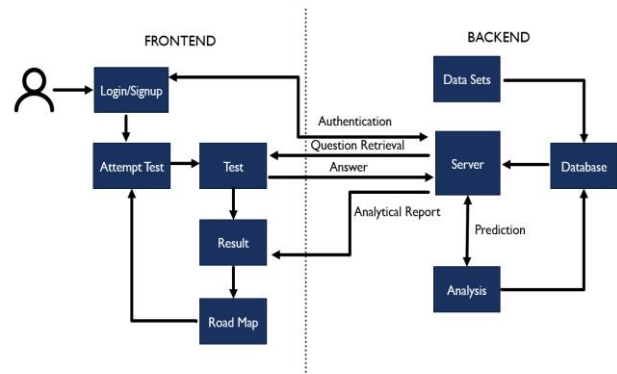 FRONTEND
BACKEND
Login/Signup
Data Sets
Authentication
Question Retrieval
Attempt Test
Test
Answer
Server
Database
Analytical Report
Result
Prediction
Road Map
Analysis